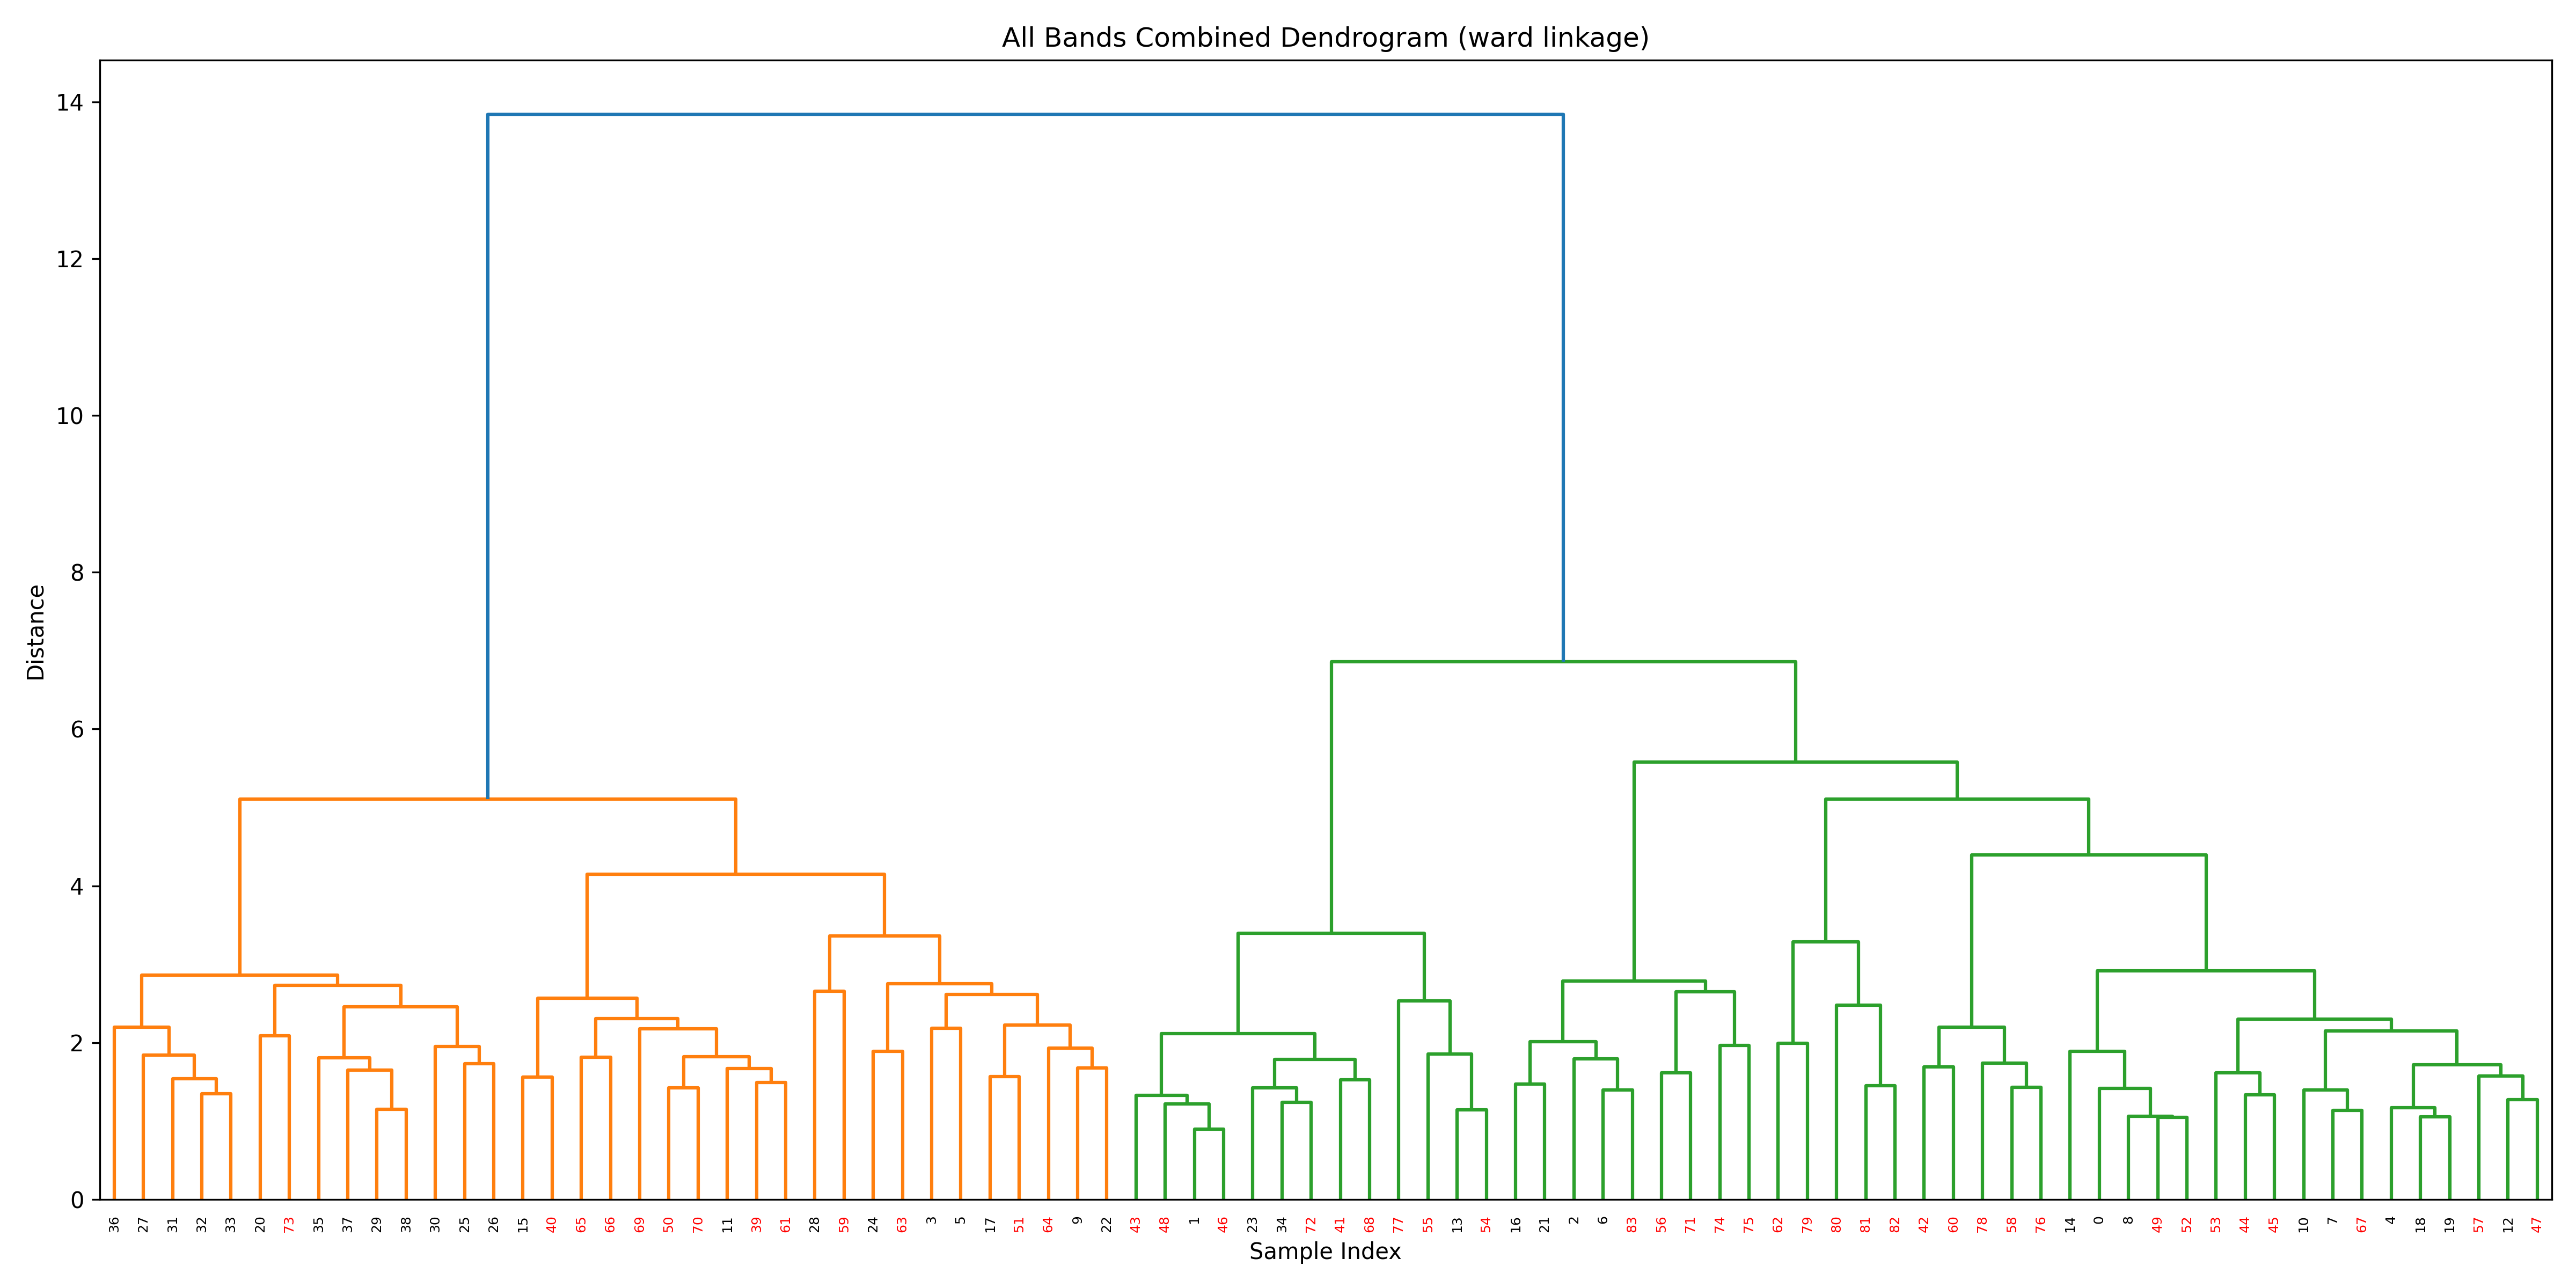 All Bands Combined Dendrogram (ward linkage)
14
12
10
8
6
4
2
0
Distance
36 27 31 32 33 20 73 35 37 29 38 30 25 26 15 40 65 66 69 50 70 11 39 61 28 59 24 63 3 5 17 51 64 9 22 43 48 1 46 23 34 72 41 68 77 55 13 54 16 21 2 6 83 56 71 74 75 62 79 80 81 82 42 60 78 58 76 14 0 8 49 52 53 44 45 10 7 67 4 18 19 57 12 47
Sample Index